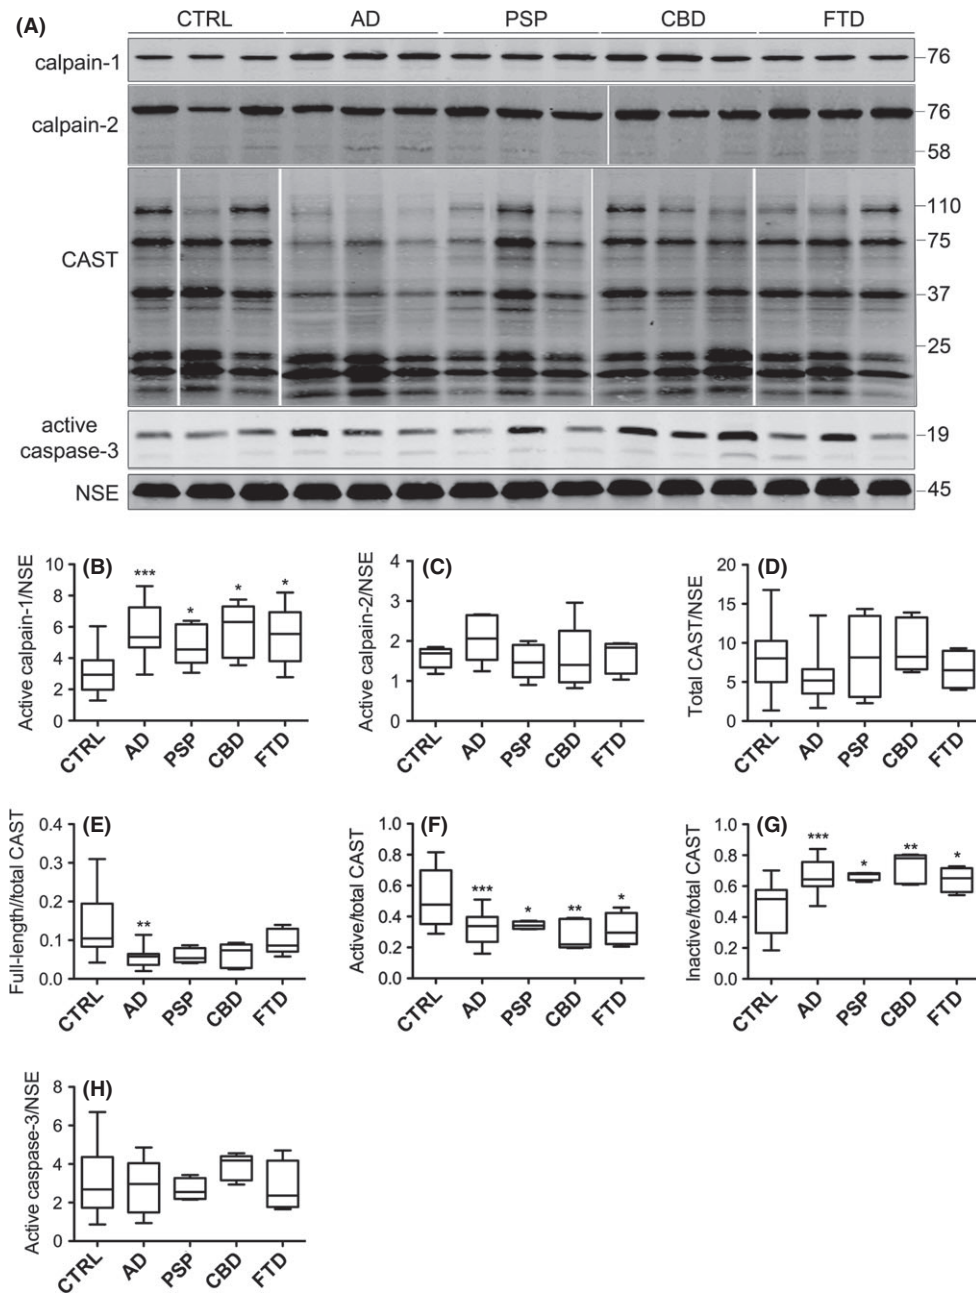 (A)
CTRL AD PSP CBD FTD
calpain-1 76
calpain-2 76
58
CAST 110
75
37
25
active caspase-3 19
NSE 45
(B)
Active calpain-1/NSE
10
8
6
4
2
0
***
*
*
*
CTRL AD PSP CBD FTD
(C)
Active calpain-2/NSE
4
3
2
1
0
CTRL AD PSP CBD FTD
(D)
Total CAST/NSE
20
15
10
5
0
CTRL AD PSP CBD FTD
(E)
Full-length/total CAST
0.4
0.3
0.2
0.1
0.0
**
CTRL AD PSP CBD FTD
(F)
Active/total CAST
1.0
0.8
0.6
0.4
0.2
0.0
***
*
**
*
CTRL AD PSP CBD FTD
(G)
Inactive/total CAST
1.0
0.8
0.6
0.4
0.2
0.0
***
*
**
*
CTRL AD PSP CBD FTD
(H)
Active caspase-3/NSE
8
6
4
2
0
CTRL AD PSP CBD FTD